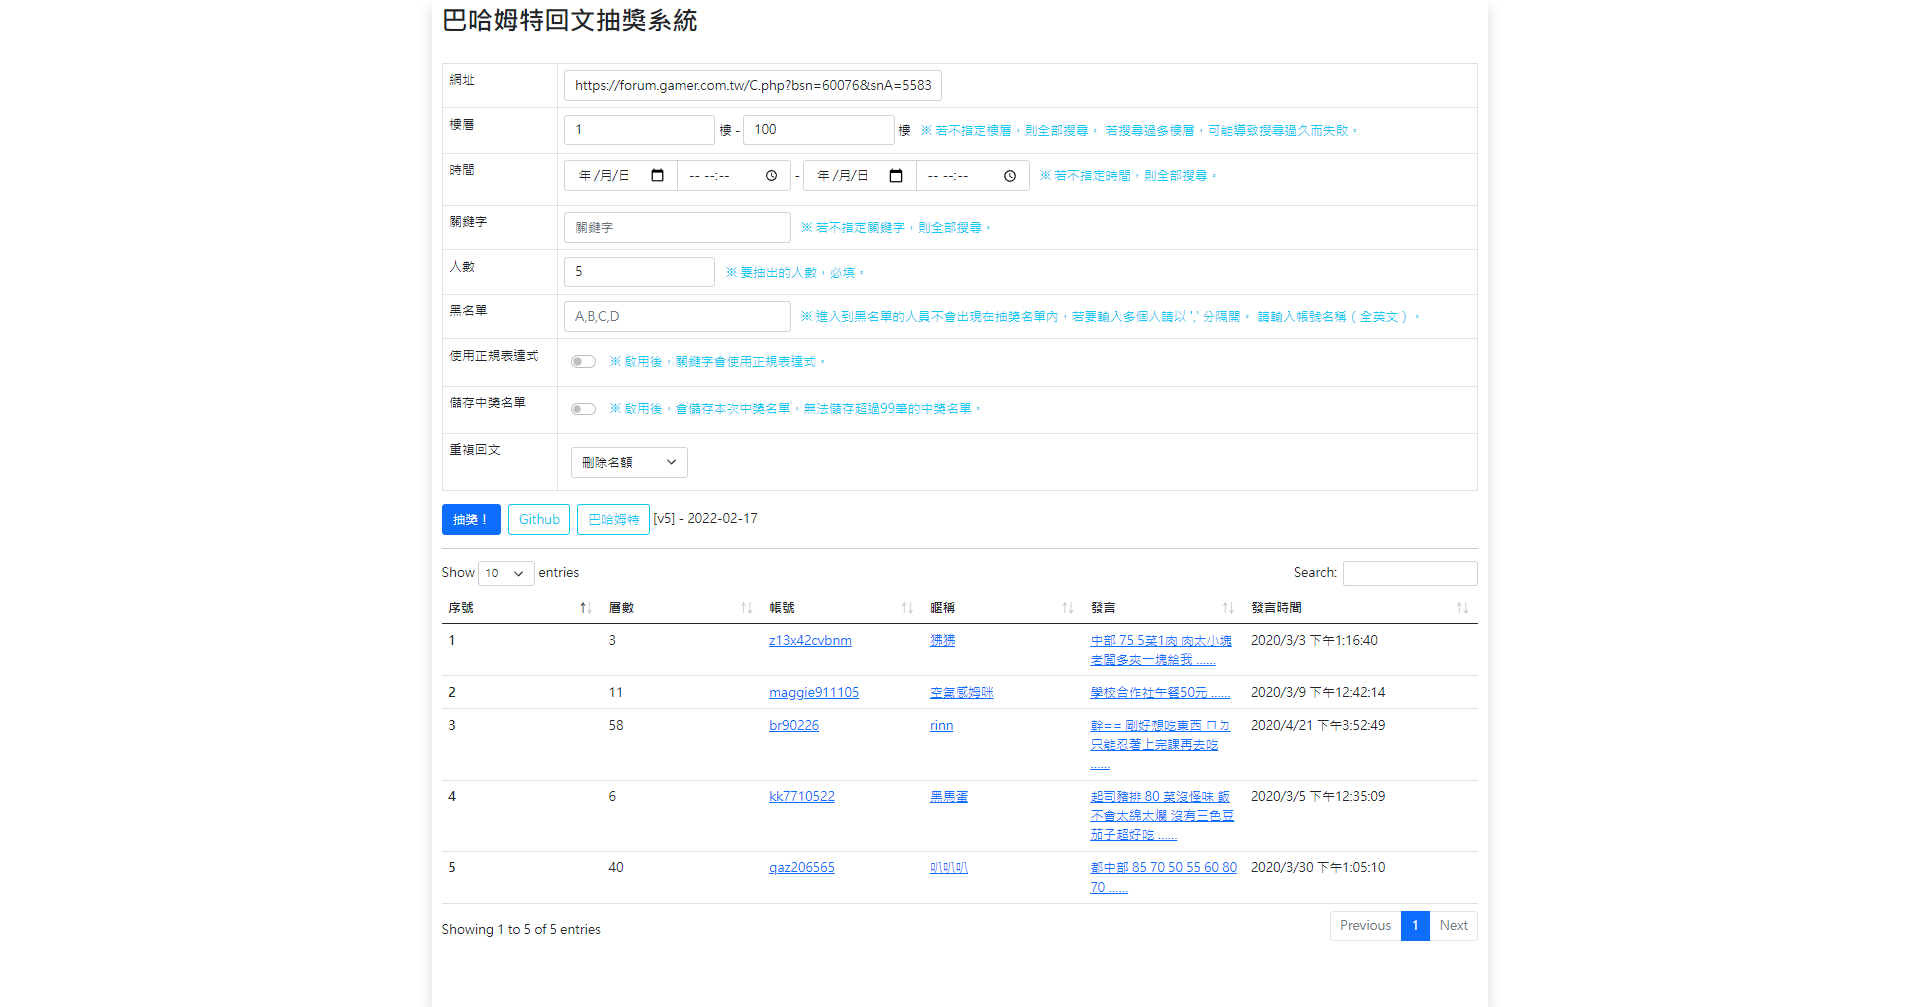 巴哈姆特回文抽獎系統
網址
https://forum.gamer.com.tw/C.php?bsn=60076&snA=5583
樓層
1 樓 - 100 樓 ※ 若不指定樓層，則全部搜尋。 若搜尋過多樓層，可能導致搜尋過久而失敗。
時間
年 /月/日 -- --:-- - 年 /月/日 -- --:-- ※ 若不指定時間，則全部搜尋。
關鍵字
關鍵字 ※ 若不指定關鍵字，則全部搜尋。
人數
5 ※ 要抽出的人數，必填。
黑名單
A,B,C,D ※ 進入到黑名單的人員不會出現在抽獎名單內，若要輸入多個人請以 ',' 分隔開。 請輸入帳號名稱 ( 全英文 ) 。
使用正規表達式
※ 啟用後，關鍵字會使用正規表達式。
儲存中獎名單
※ 啟用後，會儲存本次中獎名單，無法儲存超過99筆的中獎名單。
重複回文
刪除名額
抽獎！ Github 巴哈姆特 [v5] - 2022-02-17
Show 10 entries Search:
序號 層數 帳號 暱稱 發言 發言時間
1 3 z13x42cvbnm 狒狒 中部 75 5菜1肉 肉太小塊 2020/3/3 下午1:16:40
老闆多夾一塊給我 ......
2 11 maggie911105 空氣感姆咪 學校合作社午餐50元 ...... 2020/3/9 下午12:42:14
3 58 br90226 rinn 幹== 剛好想吃東西 ㄇㄉ 2020/4/21 下午3:52:49
只能忍著上完課再去吃
......
4 6 kk7710522 黑馬蛋 起司豬排 80 菜沒怪味 飯 2020/3/5 下午12:35:09
不會太綿太爛 沒有三色豆
茄子超好吃 ......
5 40 qaz206565 叭叭叭 都中部 85 70 50 55 60 80 2020/3/30 下午1:05:10
70 ......
Showing 1 to 5 of 5 entries Previous 1 Next